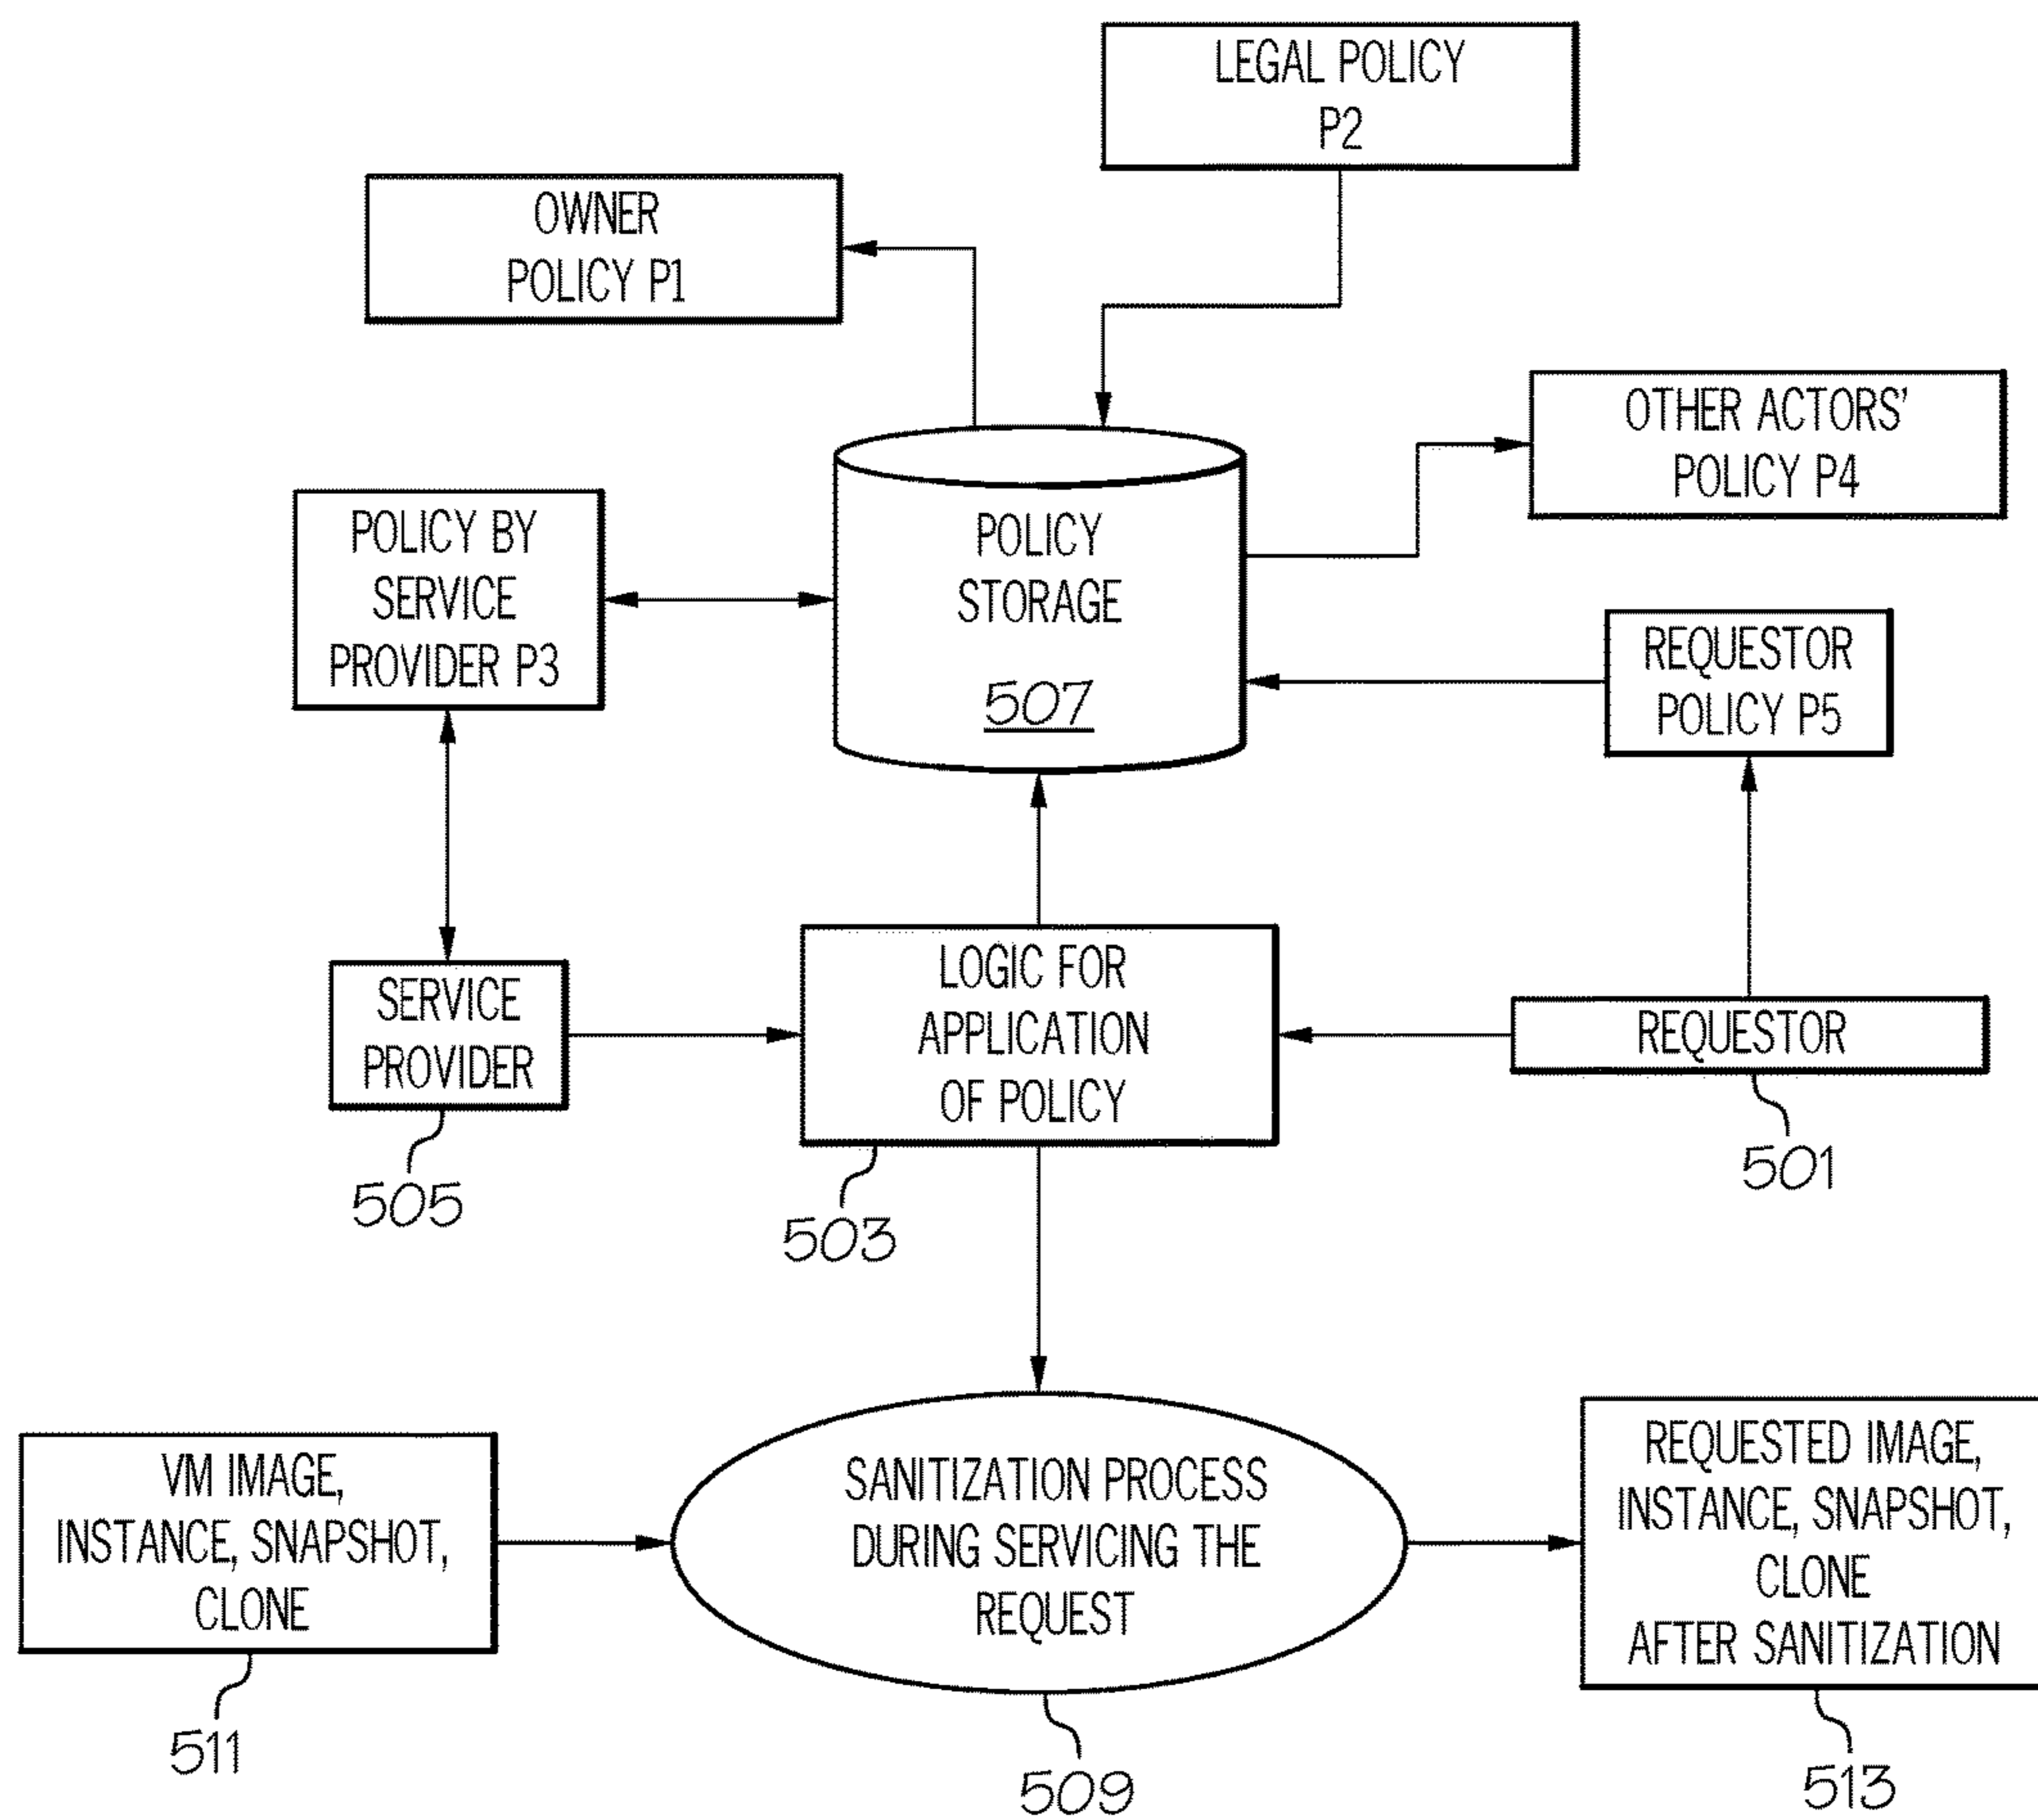 LEGAL POLICY
P2
OWNER
POLICY P1
OTHER ACTORS'
POLICY P4
POLICY BY
SERVICE
PROVIDER P3
POLICY
STORAGE
507
REQUESTOR
POLICY P5
SERVICE
PROVIDER
505
LOGIC FOR
APPLICATION
OF POLICY
503
REQUESTOR
501
VM IMAGE,
INSTANCE, SNAPSHOT,
CLONE
511
SANITIZATION PROCESS
DURING SERVICING THE
REQUEST
509
REQUESTED IMAGE,
INSTANCE, SNAPSHOT,
CLONE
AFTER SANITIZATION
513